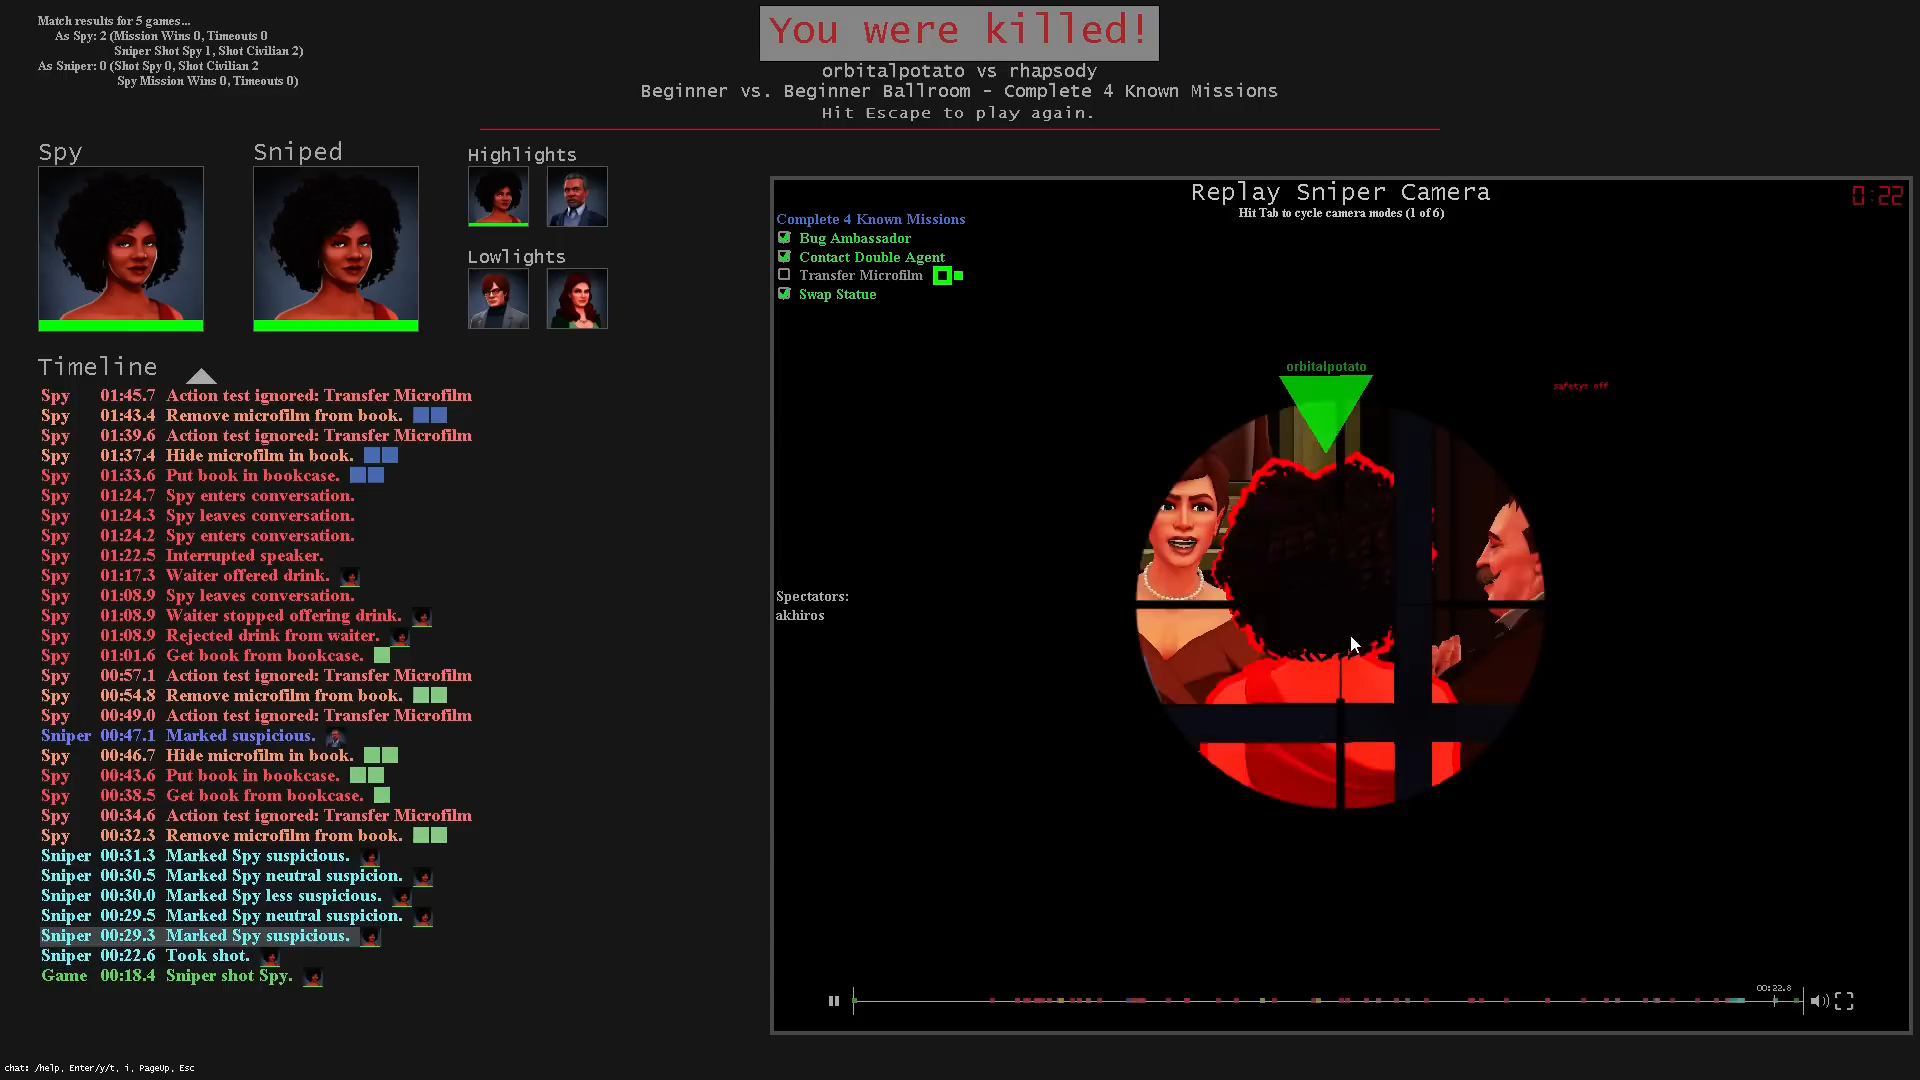 Match results for 5 games...
As Spy: 2 (Mission Wins 0, Timeouts 0
Sniper Shot Spy 1, Shot Civilian 2)
As Sniper: 0 (Shot Spy 0, Shot Civilian 2
Spy Mission Wins 0, Timeouts 0)
You were killed!
orbitalpotato vs rhapsody
Beginner vs. Beginner Ballroom - Complete 4 Known Missions
Hit Escape to play again.
Spy
Sniped
Highlights
Lowlights
Timeline
Spy 01:45.7 Action test ignored: Transfer Microfilm
Spy 01:43.4 Remove microfilm from book.
Spy 01:39.6 Action test ignored: Transfer Microfilm
Spy 01:37.4 Hide microfilm in book.
Spy 01:33.6 Put book in bookcase.
Spy 01:24.7 Spy enters conversation.
Spy 01:24.3 Spy leaves conversation.
Spy 01:24.2 Spy enters conversation.
Spy 01:22.5 Interrupted speaker.
Spy 01:17.3 Waiter offered drink.
Spy 01:08.9 Spy leaves conversation.
Spy 01:08.9 Waiter stopped offering drink.
Spy 01:08.9 Rejected drink from waiter.
Spy 01:01.6 Get book from bookcase.
Spy 00:57.1 Action test ignored: Transfer Microfilm
Spy 00:54.8 Remove microfilm from book.
Spy 00:49.0 Action test ignored: Transfer Microfilm
Sniper 00:47.1 Marked suspicious.
Spy 00:46.7 Hide microfilm in book.
Spy 00:43.6 Put book in bookcase.
Spy 00:38.5 Get book from bookcase.
Spy 00:34.6 Action test ignored: Transfer Microfilm
Spy 00:32.3 Remove microfilm from book.
Sniper 00:31.3 Marked Spy suspicious.
Sniper 00:30.5 Marked Spy neutral suspicion.
Sniper 00:30.0 Marked Spy less suspicious.
Sniper 00:29.5 Marked Spy neutral suspicion.
Sniper 00:29.3 Marked Spy suspicious.
Sniper 00:22.6 Took shot.
Game 00:18.4 Sniper shot Spy.
Replay Sniper Camera
Hit Tab to cycle camera modes (1 of 6)
0:22
Complete 4 Known Missions
Bug Ambassador
Contact Double Agent
Transfer Microfilm
Swap Statue
orbitalpotato
safety: off
Spectators:
akhiros
00:22.8
chat: /help, Enter/y/t, i, PageUp, Esc